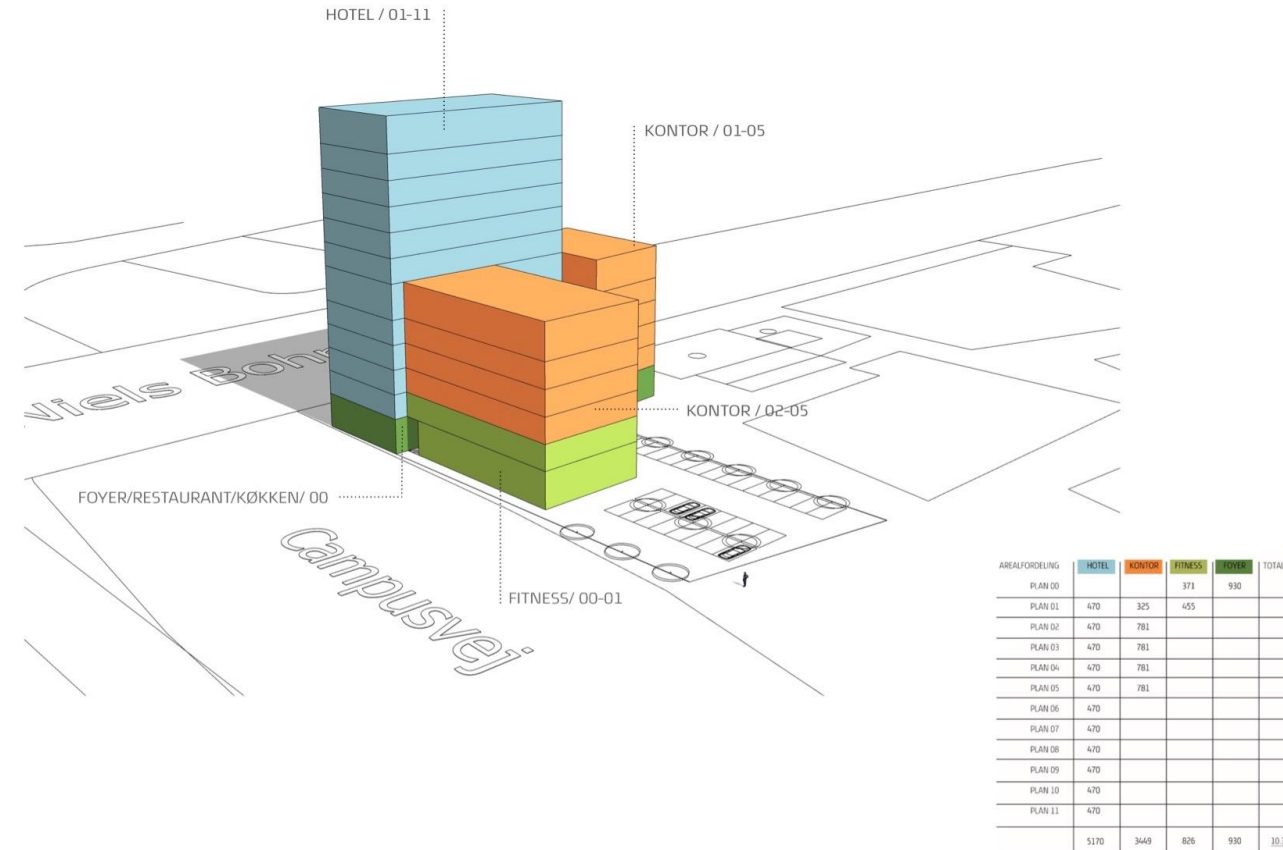 HOTEL / 01-11
KONTOR / 01-05
Niels Bohr
KONTOR / 02-05
FOYER/RESTAURANT/KØKKEN/ 00
Campusvej
FITNESS/ 00-01
AREALFORDELING HOTEL KONTOR FITNESS FOYER TOTAL
PLAN 00 371 930
PLAN 01 470 325 455
PLAN 02 470 781
PLAN 03 470 781
PLAN 04 470 781
PLAN 05 470 781
PLAN 06 470
PLAN 07 470
PLAN 08 470
PLAN 09 470
PLAN 10 470
PLAN 11 470
5170 3449 826 930